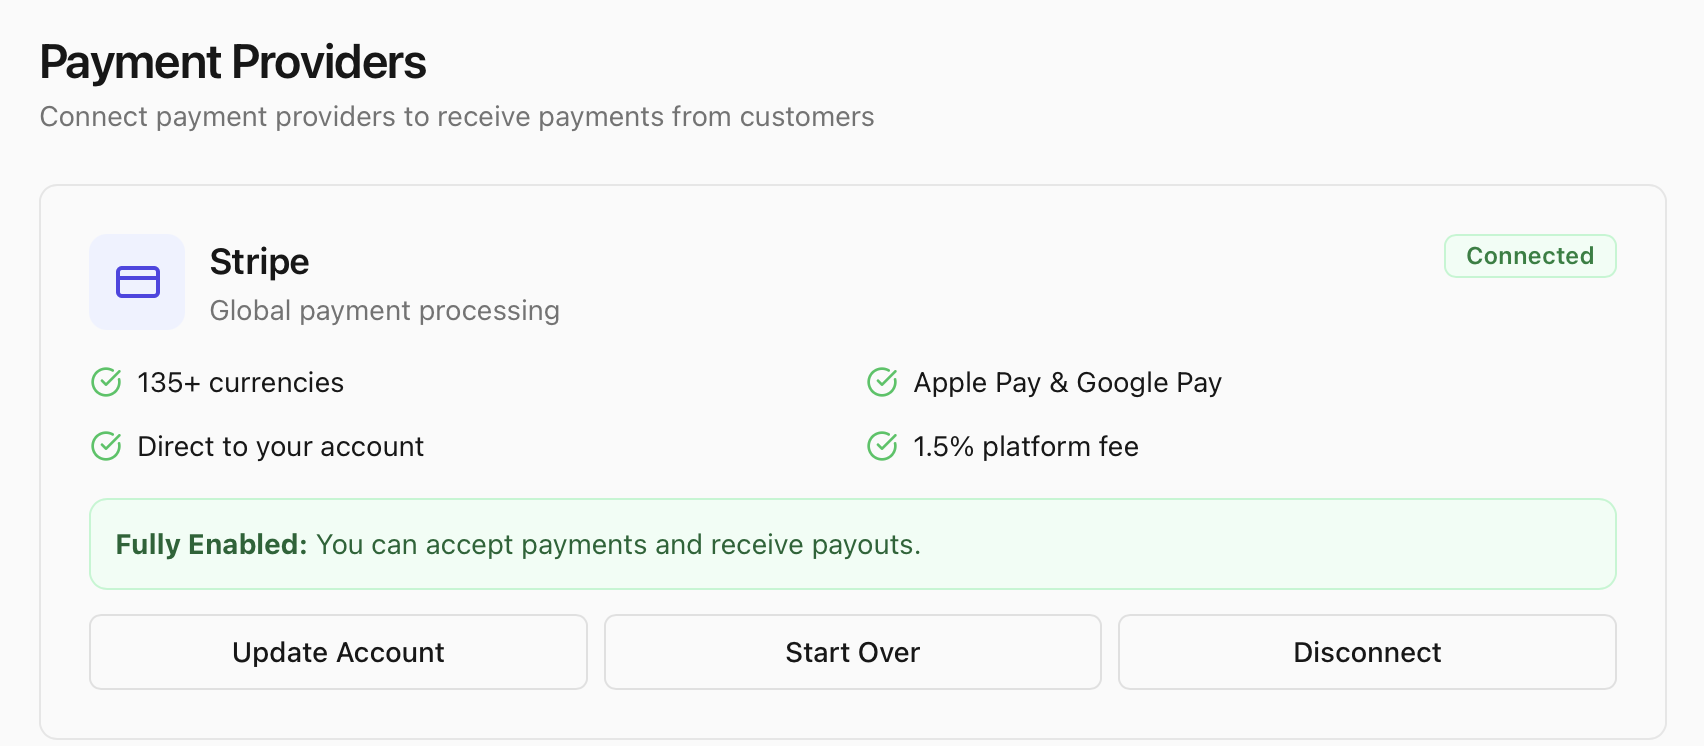 Payment Providers
Connect payment providers to receive payments from customers
Stripe
Global payment processing
Connected
135+ currencies
Apple Pay & Google Pay
Direct to your account
1.5% platform fee
Fully Enabled: You can accept payments and receive payouts.
Update Account
Start Over
Disconnect